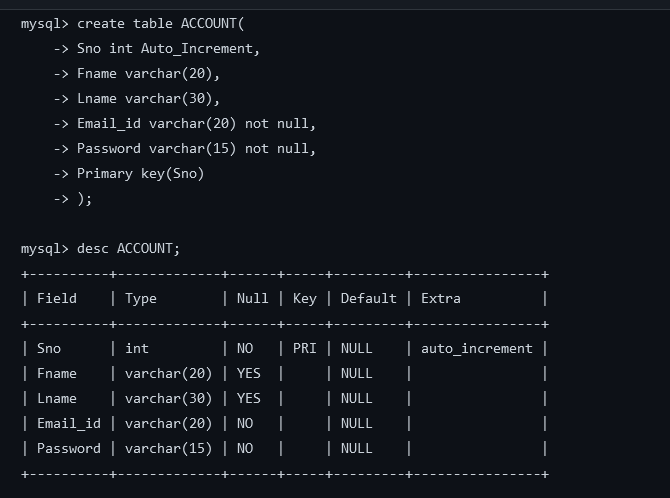 mysql> create table ACCOUNT(
    -> Sno int Auto_Increment,
    -> Fname varchar(20),
    -> Lname varchar(30),
    -> Email_id varchar(20) not null,
    -> Password varchar(15) not null,
    -> Primary key(Sno)
    -> );

mysql> desc ACCOUNT;
+----------+-------------+------+-----+---------+----------------+
| Field    | Type        | Null | Key | Default | Extra          |
+----------+-------------+------+-----+---------+----------------+
| Sno      | int         | NO   | PRI | NULL    | auto_increment |
| Fname    | varchar(20) | YES  |     | NULL    |                |
| Lname    | varchar(30) | YES  |     | NULL    |                |
| Email_id | varchar(20) | NO   |     | NULL    |                |
| Password | varchar(15) | NO   |     | NULL    |                |
+----------+-------------+------+-----+---------+----------------+